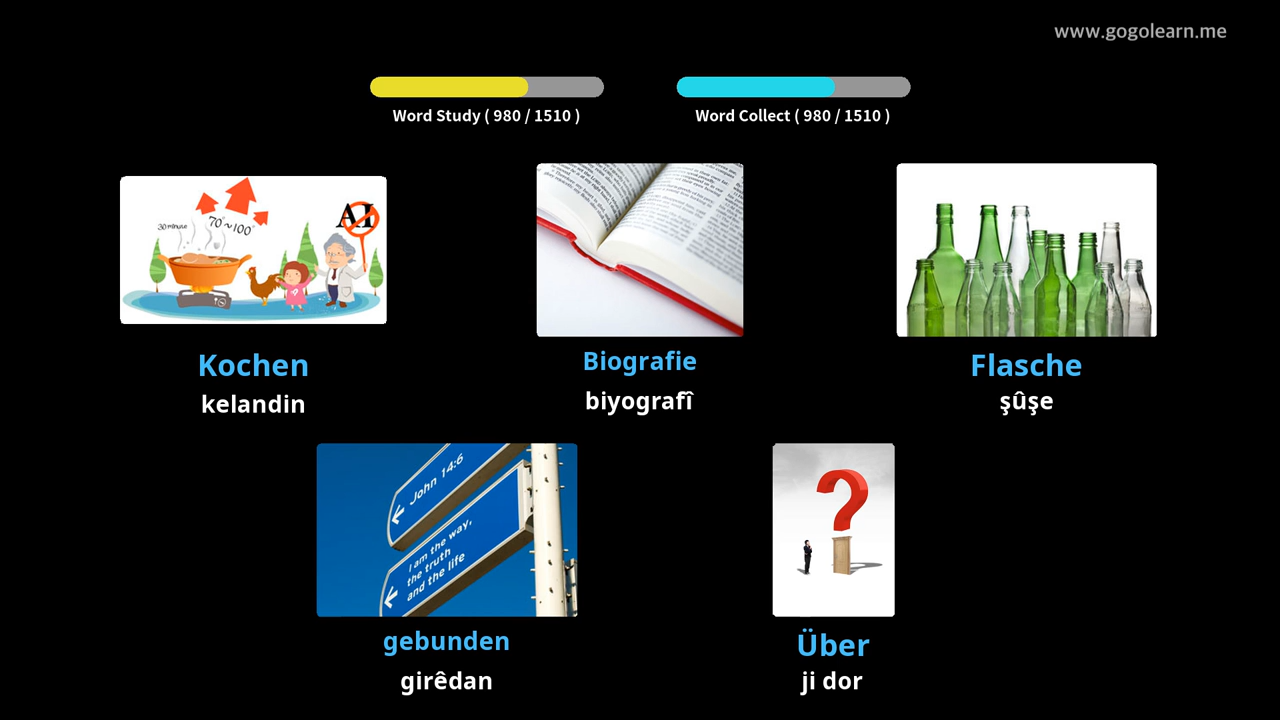 www.gogolearn.me
Word Study ( 980 / 1510 )
Word Collect ( 980 / 1510 )
30 minute
70°~100°
AI
Kochen
kelandin
Biografie
biyografî
Flasche
şûşe
John 14:6
I am the way,
the truth
and the life
gebunden
girêdan
Über
ji dor